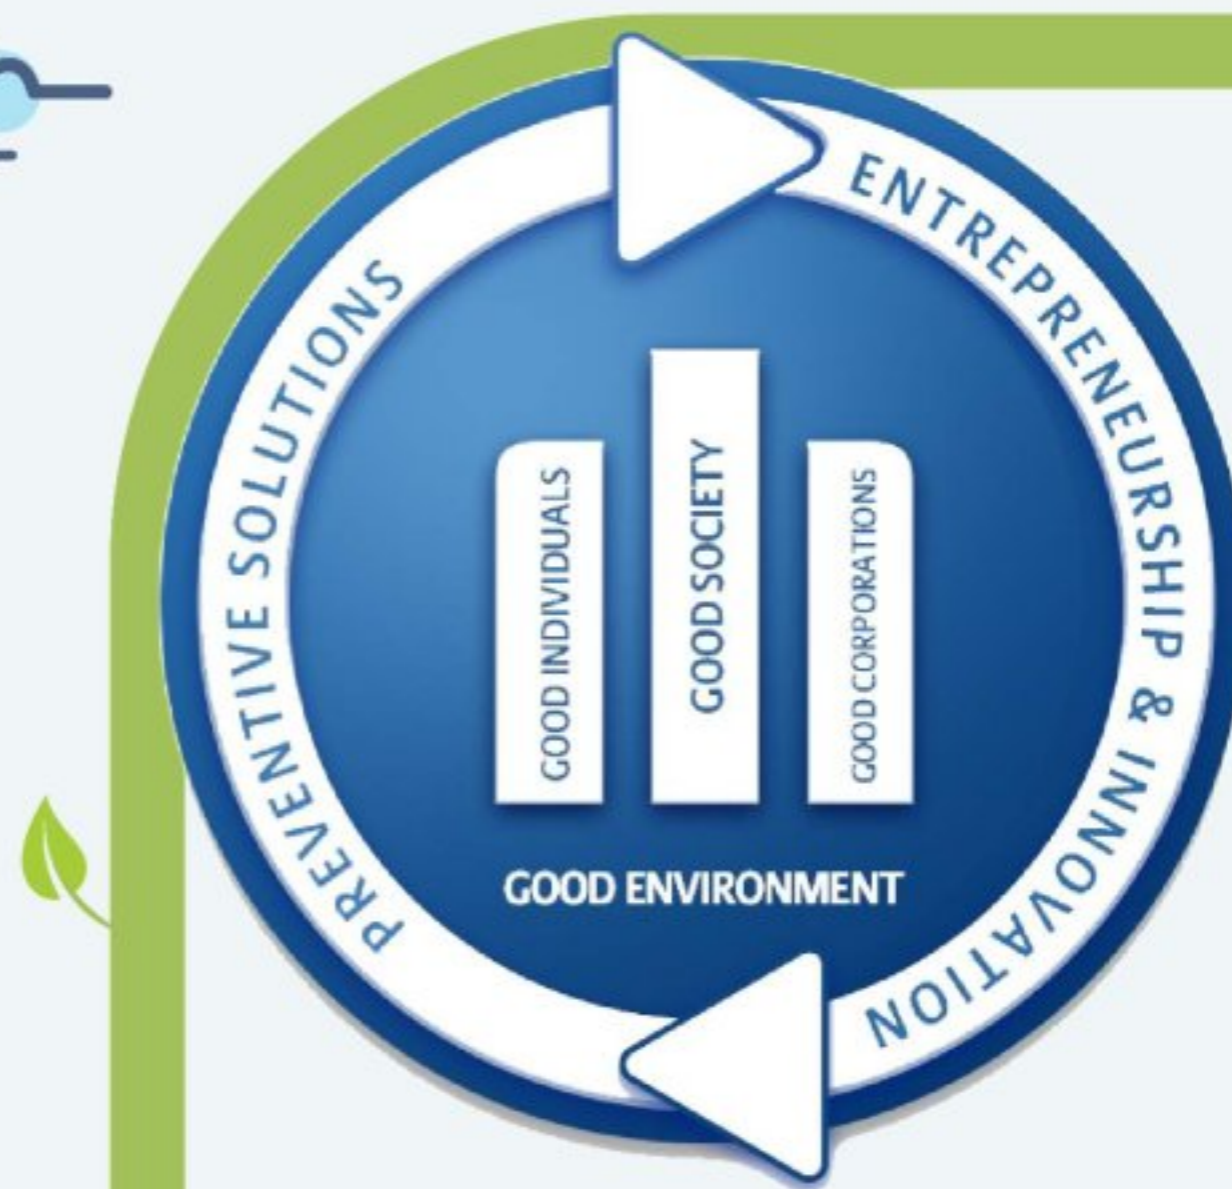 PREVENTIVE SOLUTIONS
ENTREPRENEURSHIP & INNOVATION
GOOD INDIVIDUALS
GOOD SOCIETY
GOOD CORPORATIONS
GOOD ENVIRONMENT